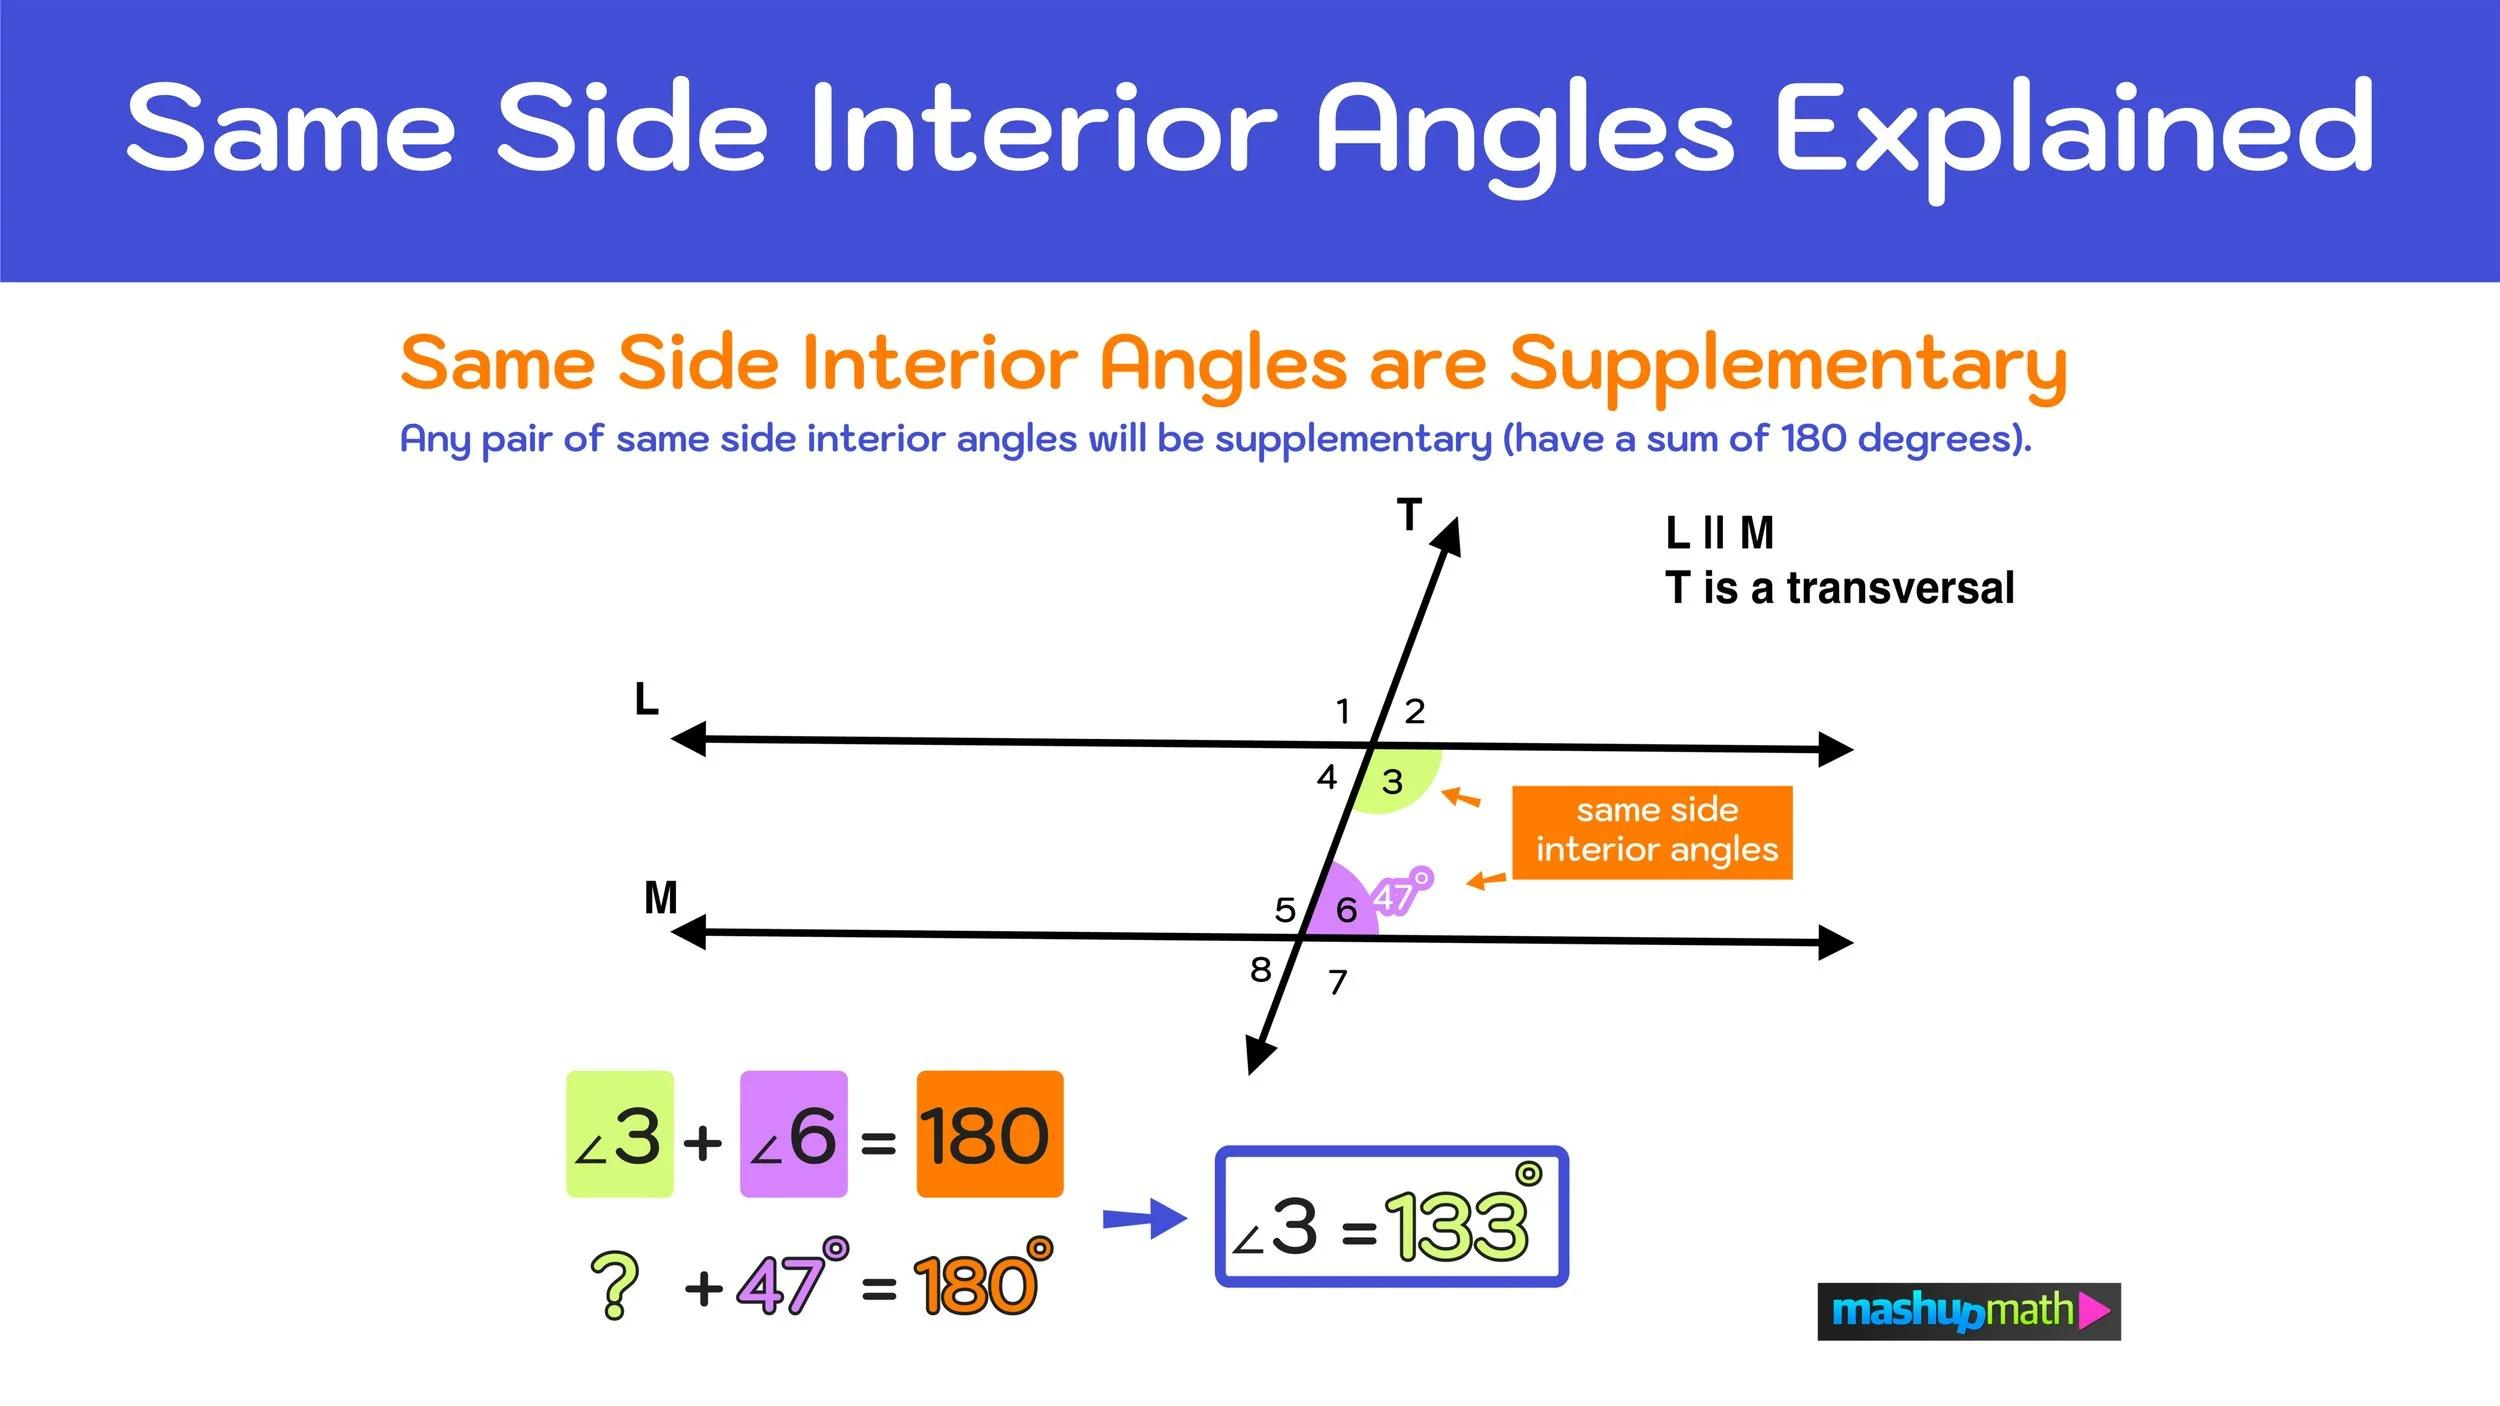 Same Side Interior Angles Explained
Same Side Interior Angles are Supplementary
Any pair of same side interior angles will be supplementary (have a sum of 180 degrees).
T
L || M
T is a transversal
L
1 2
4 3
same side
interior angles
M
5 6 47°
8 7
∠3 + ∠6 = 180
? + 47° = 180°
∠3 = 133°
mashupmath